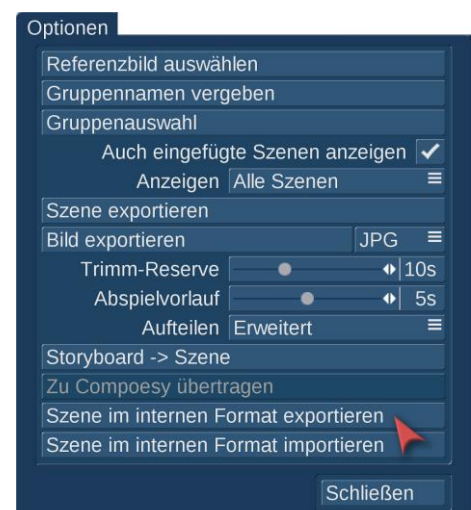 Optionen
Referenzbild auswählen
Gruppennamen vergeben
Gruppenauswahl
Auch eingefügte Szenen anzeigen
Anzeigen Alle Szenen
Szene exportieren
Bild exportieren JPG
Trimm-Reserve 10s
Abspielvorlauf 5s
Aufteilen Erweitert
Storyboard -> Szene
Zu Compoesy übertragen
Szene im internen Format exportieren
Szene im internen Format importieren
Schließen